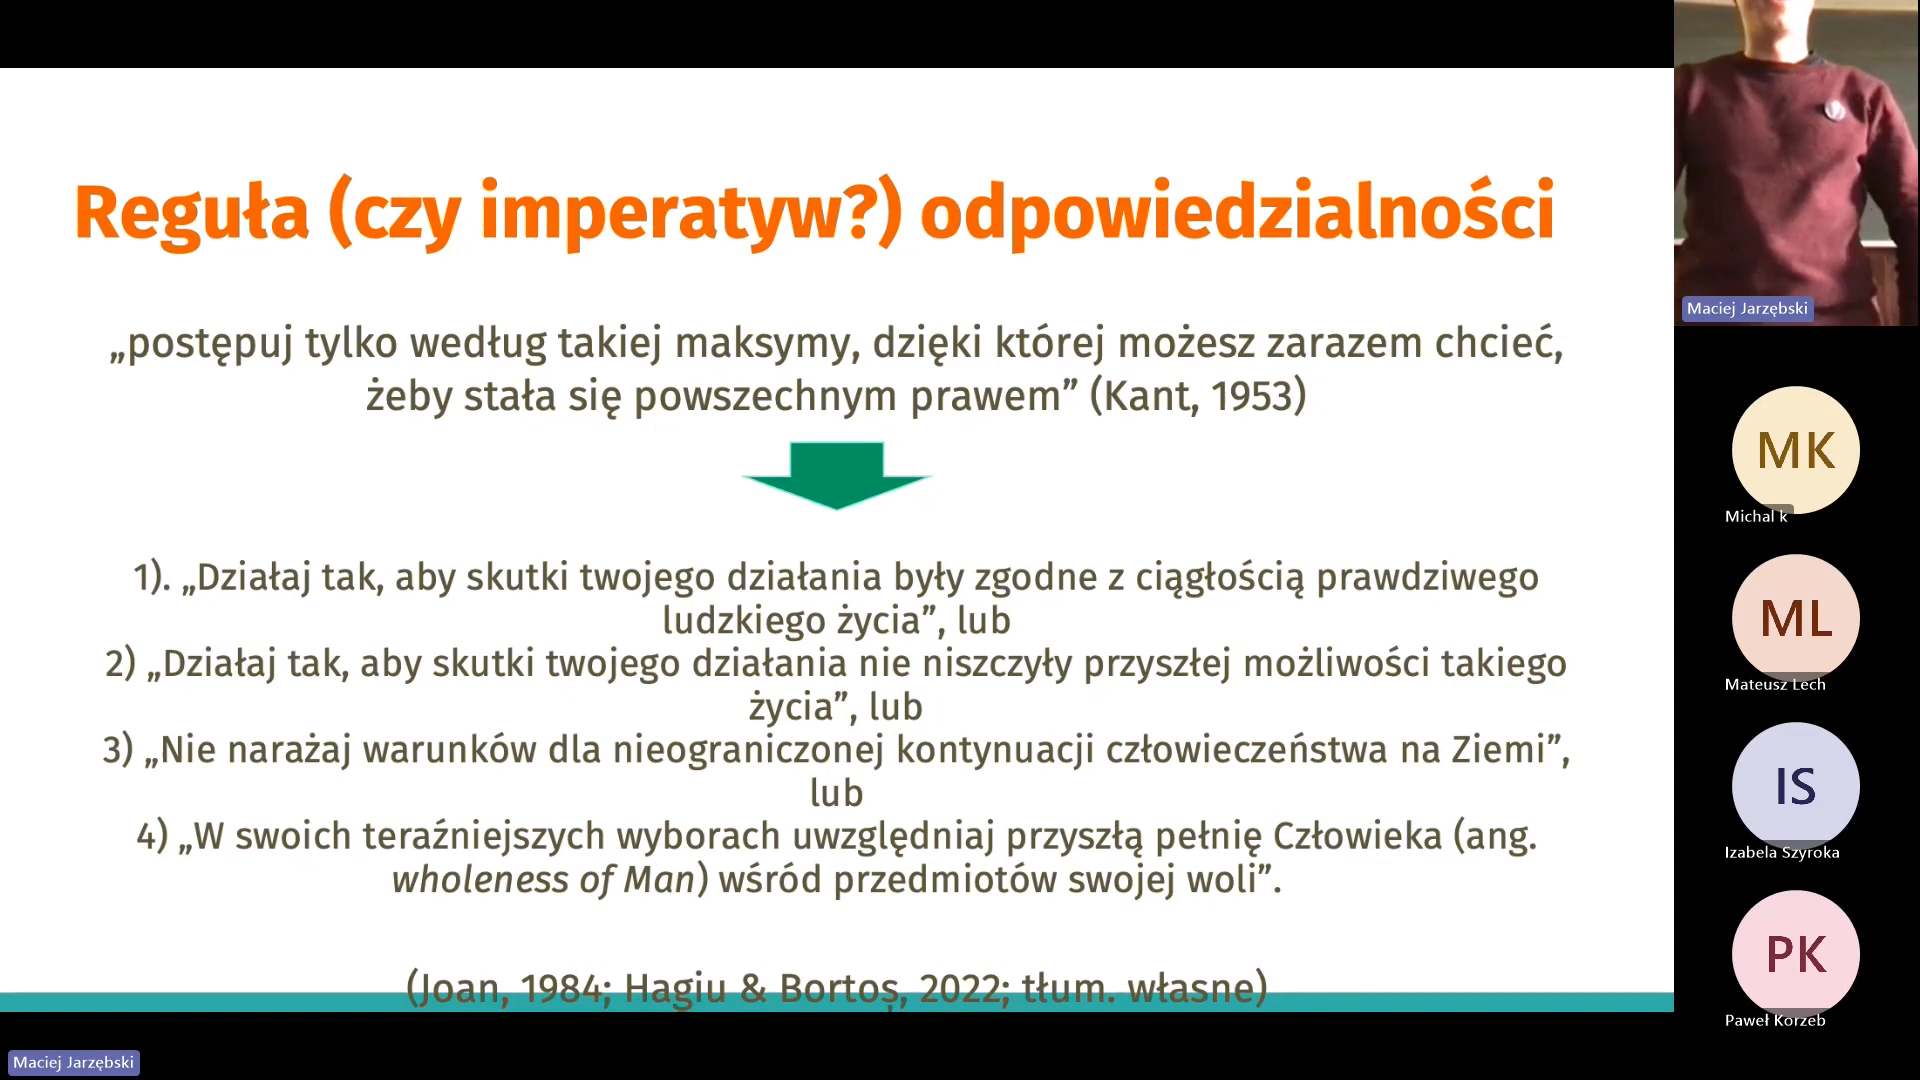 Reguła (czy imperatyw?) odpowiedzialności
„postępuj tylko według takiej maksymy, dzięki której możesz zarazem chcieć,
żeby stała się powszechnym prawem” (Kant, 1953)
1). „Działaj tak, aby skutki twojego działania były zgodne z ciągłością prawdziwego
ludzkiego życia”, lub
2) „Działaj tak, aby skutki twojego działania nie niszczyły przyszłej możliwości takiego
życia”, lub
3) „Nie narażaj warunków dla nieograniczonej kontynuacji człowieczeństwa na Ziemi”,
lub
4) „W swoich teraźniejszych wyborach uwzględniaj przyszłą pełnię Człowieka (ang.
wholeness of Man) wśród przedmiotów swojej woli”.
(Joan, 1984; Hagiu & Bortoș, 2022; tłum. własne)
Maciej Jarzębski
Maciej Jarzębski
MK
Michal k
ML
Mateusz Lech
IS
Izabela Szyroka
PK
Paweł Korzeb